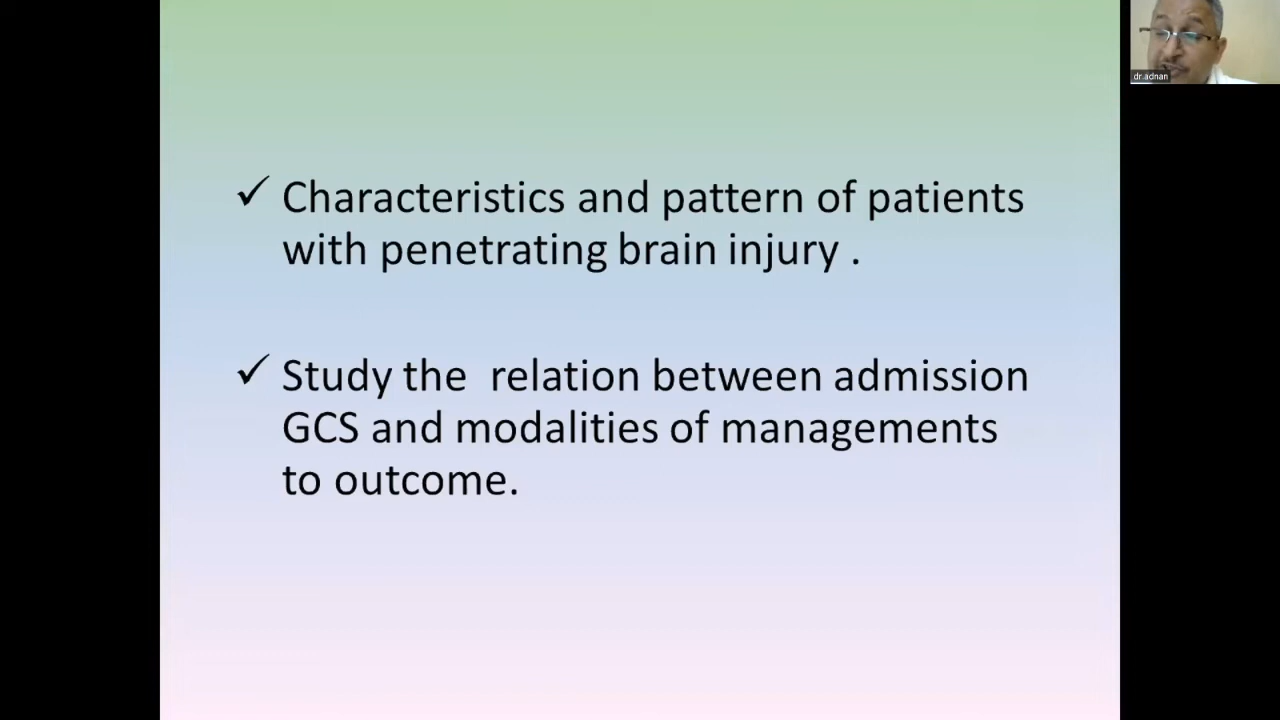 ✓ Characteristics and pattern of patients
with penetrating brain injury .
✓ Study the  relation between admission
GCS and modalities of managements
to outcome.
dr.adnan